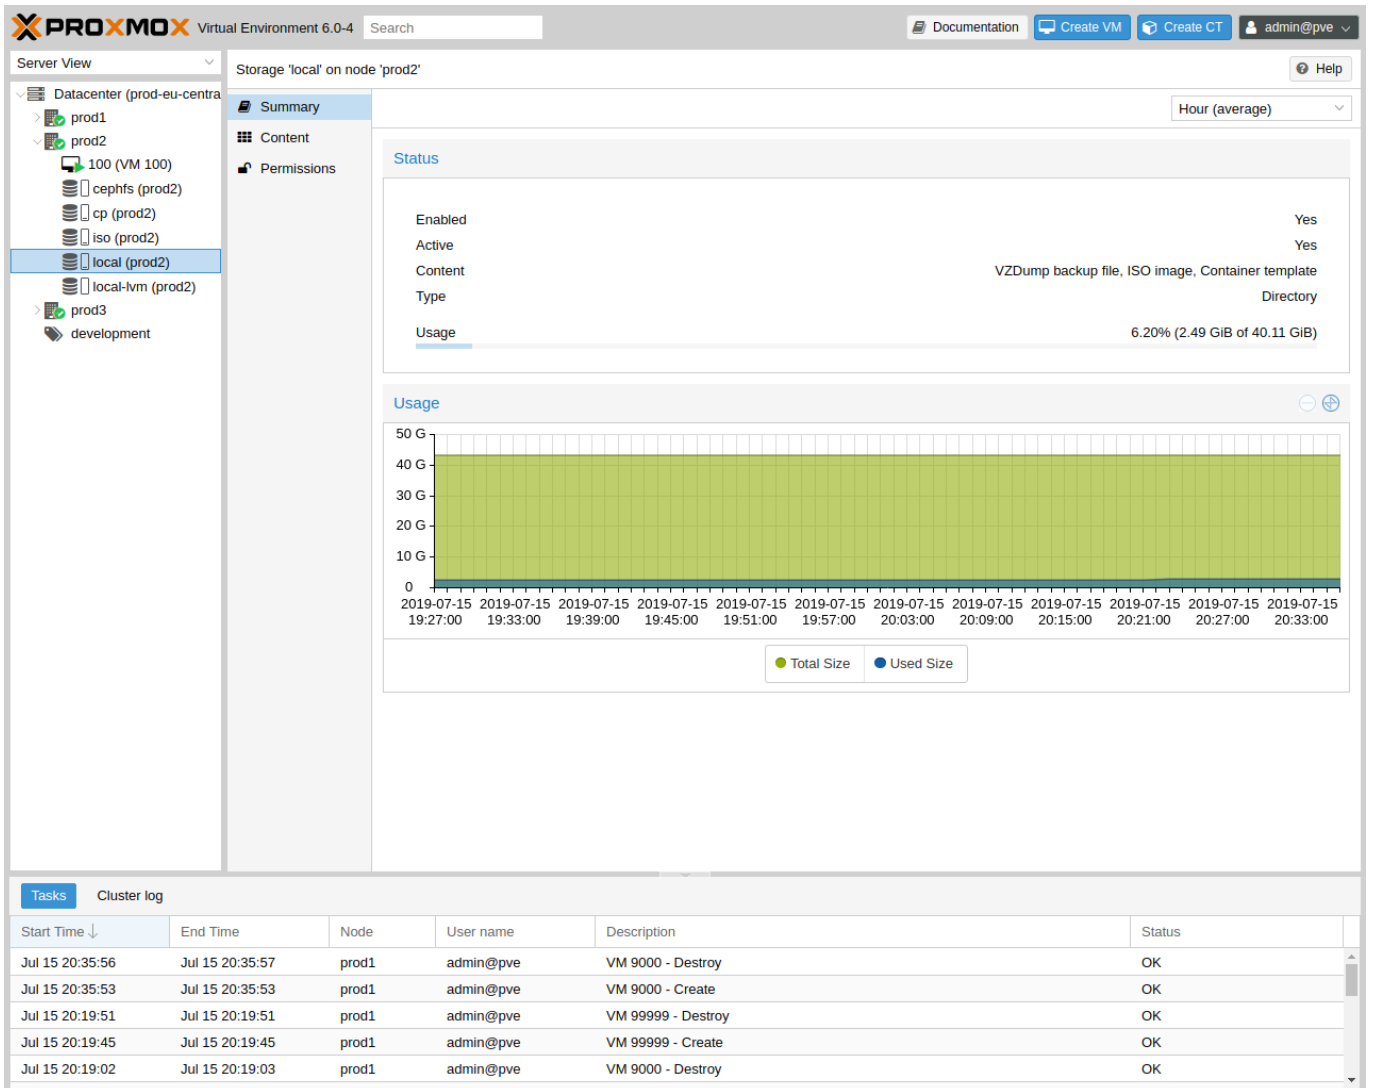 PROXMOX Virtual Environment 6.0-4 Search Documentation Create VM Create CT admin@pve
Server View
Storage 'local' on node 'prod2' Help
Datacenter (prod-eu-centra
prod1
prod2
100 (VM 100)
cephfs (prod2)
cp (prod2)
iso (prod2)
local (prod2)
local-lvm (prod2)
prod3
development
Summary
Content
Permissions
Hour (average)
Status
Enabled Yes
Active Yes
Content VZDump backup file, ISO image, Container template
Type Directory
Usage 6.20% (2.49 GiB of 40.11 GiB)
Usage
50 G
40 G
30 G
20 G
10 G
0
2019-07-15 2019-07-15 2019-07-15 2019-07-15 2019-07-15 2019-07-15 2019-07-15 2019-07-15 2019-07-15 2019-07-15 2019-07-15 2019-07-15
19:27:00 19:33:00 19:39:00 19:45:00 19:51:00 19:57:00 20:03:00 20:09:00 20:15:00 20:21:00 20:27:00 20:33:00
Total Size Used Size
Tasks Cluster log
Start Time End Time Node User name Description Status
Jul 15 20:35:56 Jul 15 20:35:57 prod1 admin@pve VM 9000 - Destroy OK
Jul 15 20:35:53 Jul 15 20:35:53 prod1 admin@pve VM 9000 - Create OK
Jul 15 20:19:51 Jul 15 20:19:51 prod1 admin@pve VM 99999 - Destroy OK
Jul 15 20:19:45 Jul 15 20:19:45 prod1 admin@pve VM 99999 - Create OK
Jul 15 20:19:02 Jul 15 20:19:03 prod1 admin@pve VM 9000 - Destroy OK